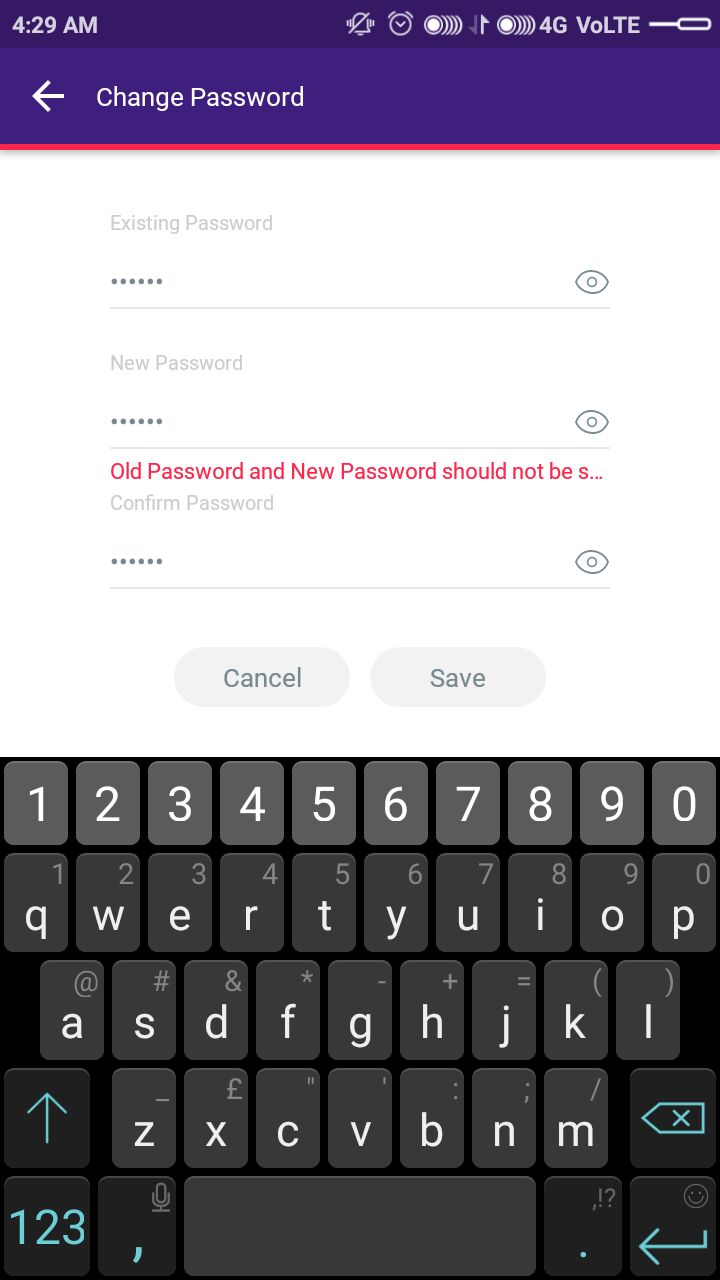 4:29 AM 4G VoLTE
Change Password
Existing Password
••••••
New Password
••••••
Old Password and New Password should not be s...
Confirm Password
••••••
Cancel Save
1 2 3 4 5 6 7 8 9 0
1 2 3 4 5 6 7 8 9 0
q w e r t y u i o p
@ # & * - + = ( )
a s d f g h j k l
_ £ " ' : ; /
z x c v b n m
,!?
123 , .